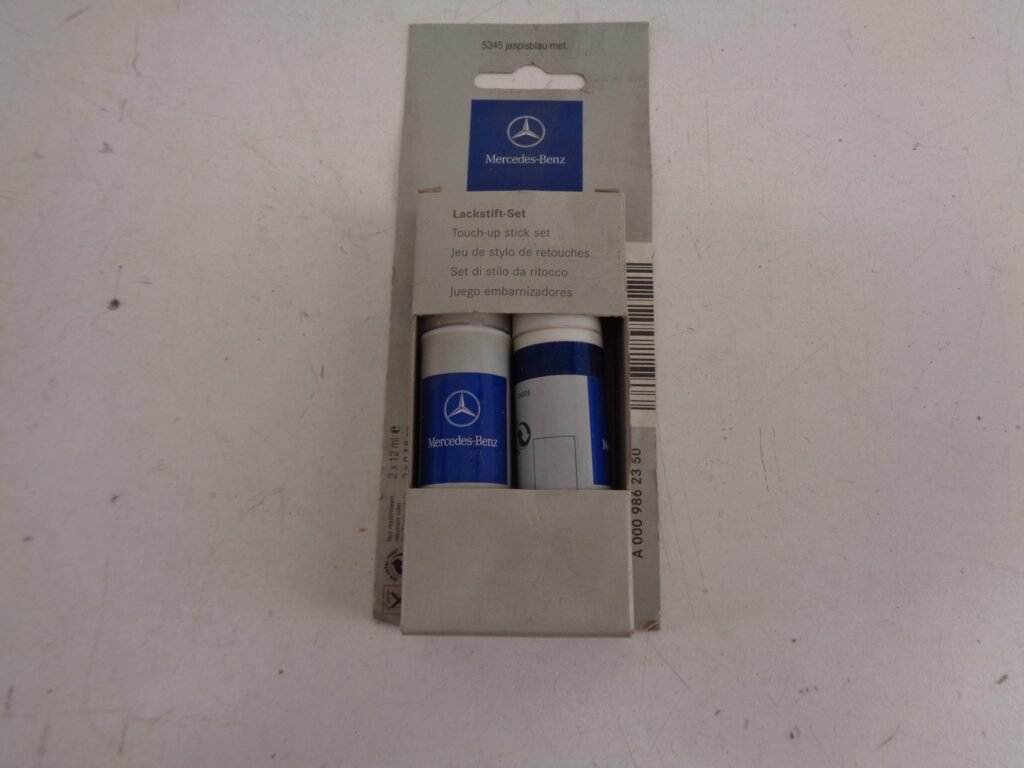 5345 jaspisblau met.
Mercedes-Benz
Lackstift-Set
Touch-up stick set
Jeu de stylo de retouches
Set di stilo da ritocco
Juego embarnizadores
Mercedes-Benz
2 x 12 ml e
A 000 986 23 50